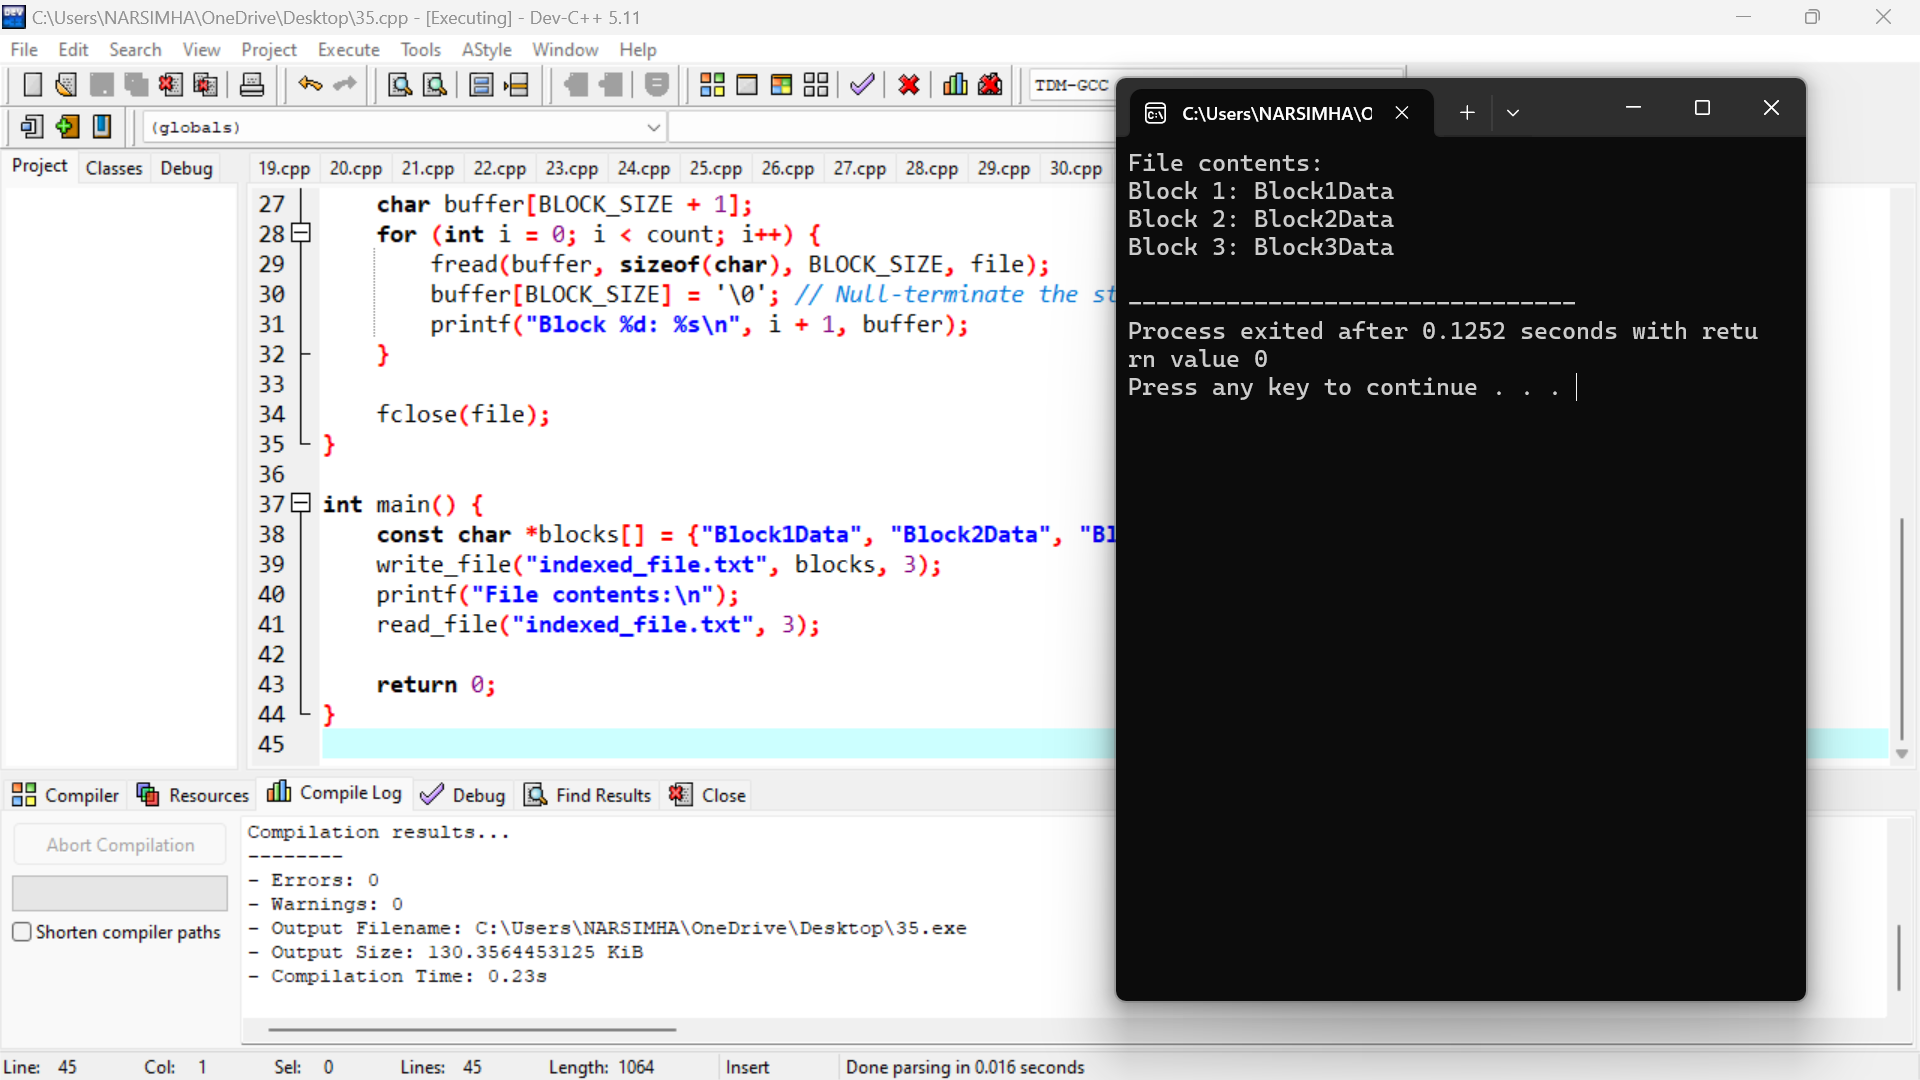 C:\Users\NARSIMHA\OneDrive\Desktop\35.cpp - [Executing] - Dev-C++ 5.11
File Edit Search View Project Execute Tools AStyle Window Help
TDM-GCC
(globals)
Project Classes Debug
19.cpp 20.cpp 21.cpp 22.cpp 23.cpp 24.cpp 25.cpp 26.cpp 27.cpp 28.cpp 29.cpp 30.cpp
27 char buffer[BLOCK_SIZE + 1];
28 for (int i = 0; i < count; i++) {
29 fread(buffer, sizeof(char), BLOCK_SIZE, file);
30 buffer[BLOCK_SIZE] = '\0'; // Null-terminate the st
31 printf("Block %d: %s\n", i + 1, buffer);
32 }
33
34 fclose(file);
35 }
36
37 int main() {
38 const char *blocks[] = {"Block1Data", "Block2Data", "Bl
39 write_file("indexed_file.txt", blocks, 3);
40 printf("File contents:\n");
41 read_file("indexed_file.txt", 3);
42
43 return 0;
44 }
45
C:\Users\NARSIMHA\O
File contents:
Block 1: Block1Data
Block 2: Block2Data
Block 3: Block3Data
--------------------------------
Process exited after 0.1252 seconds with retu
rn value 0
Press any key to continue . . .
Compiler Resources Compile Log Debug Find Results Close
Abort Compilation
Shorten compiler paths
Compilation results...
--------
- Errors: 0
- Warnings: 0
- Output Filename: C:\Users\NARSIMHA\OneDrive\Desktop\35.exe
- Output Size: 130.3564453125 KiB
- Compilation Time: 0.23s
Line: 45 Col: 1 Sel: 0 Lines: 45 Length: 1064 Insert Done parsing in 0.016 seconds